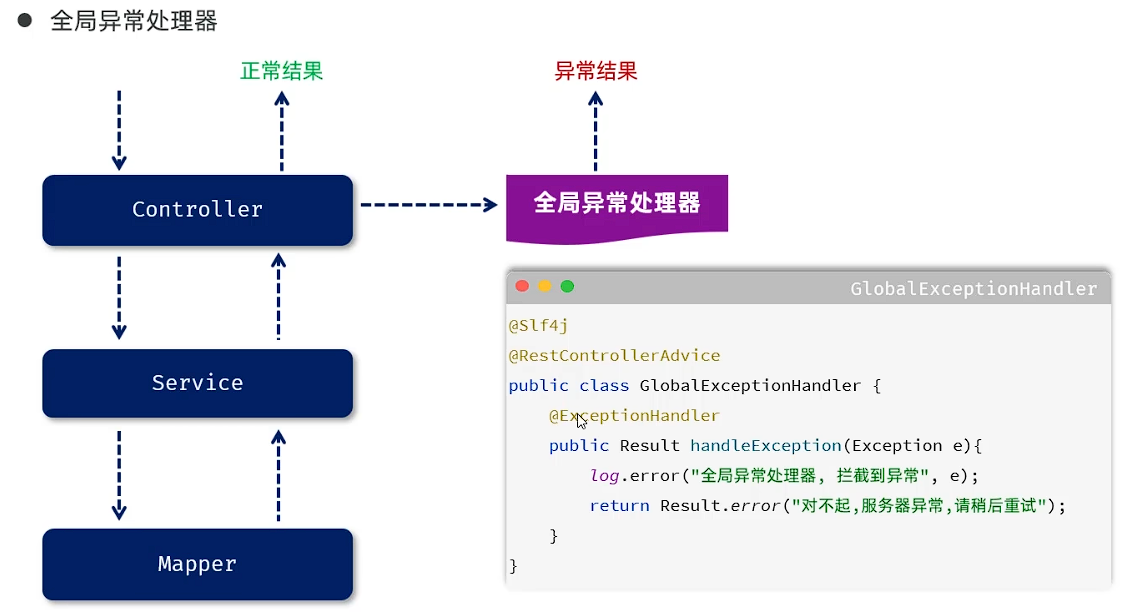 ● 全局异常处理器
正常结果
异常结果
Controller
全局异常处理器
Service
Mapper
GlobalExceptionHandler
@Slf4j
@RestControllerAdvice
public class GlobalExceptionHandler {
    @ExceptionHandler
    public Result handleException(Exception e){
        log.error("全局异常处理器, 拦截到异常", e);
        return Result.error("对不起,服务器异常,请稍后重试");
    }
}